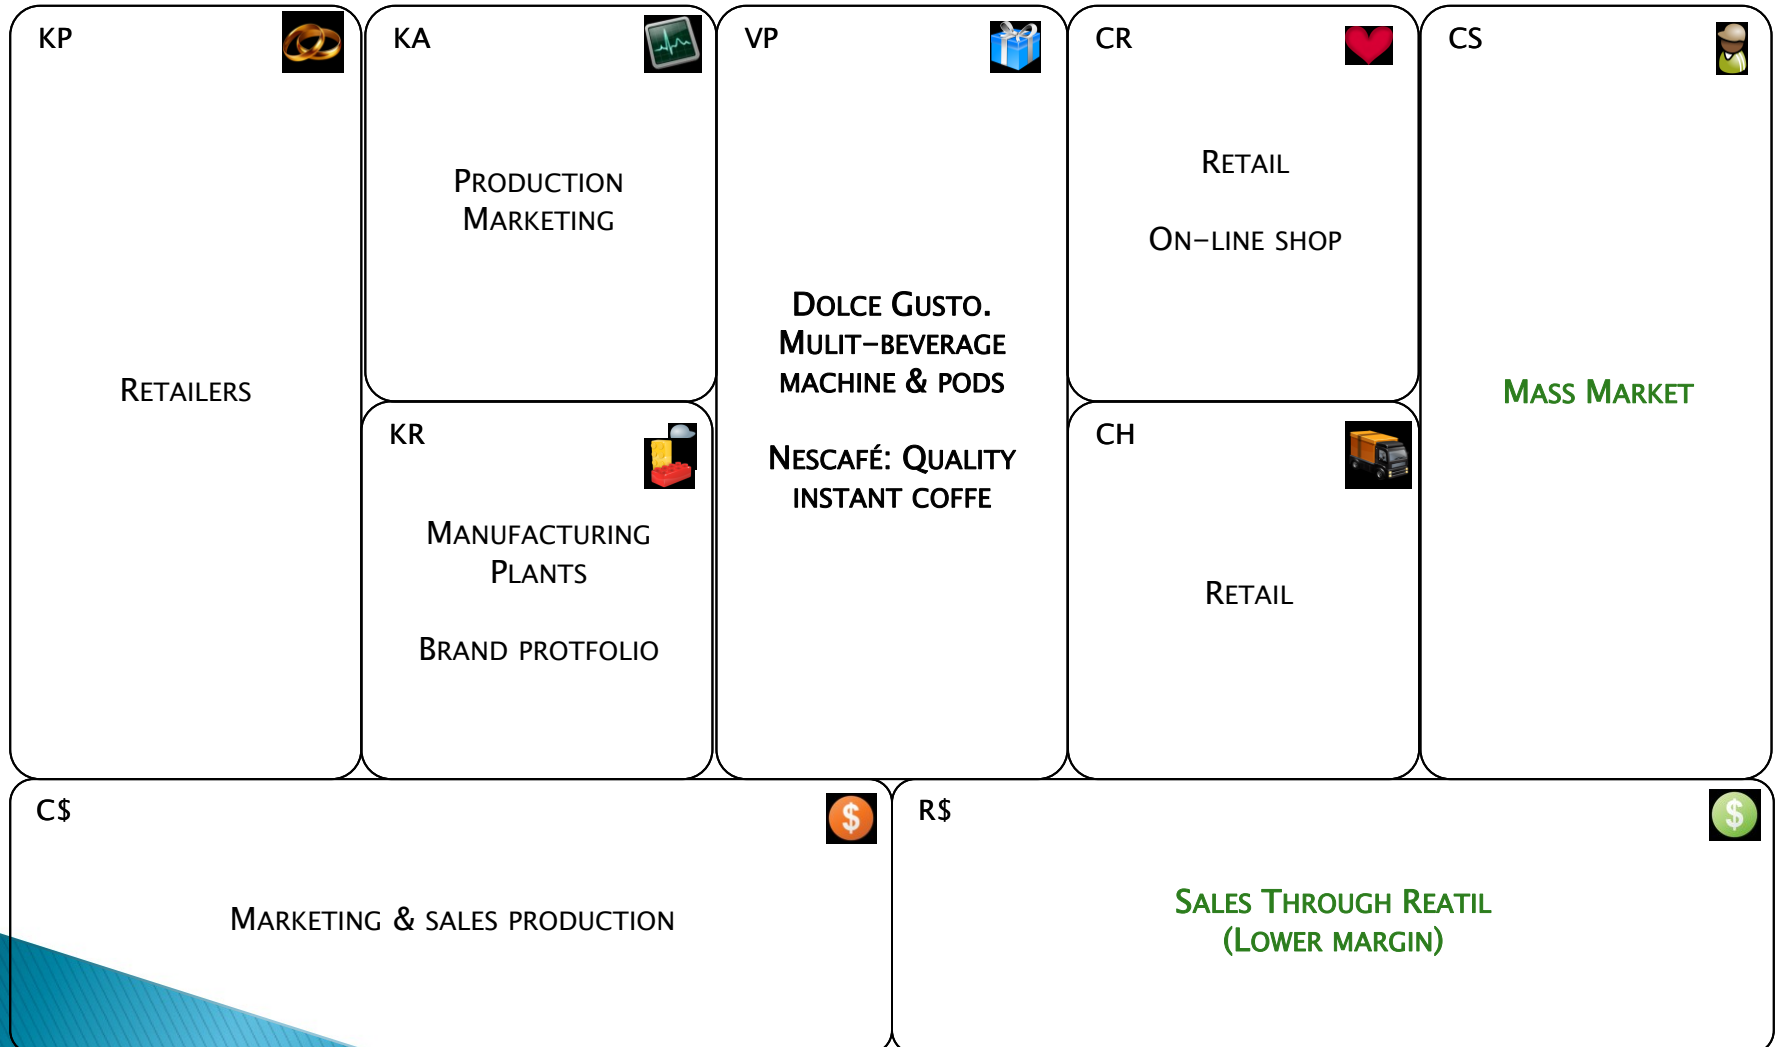 KP
Retailers
KA
Production
Marketing
KR
Manufacturing
Plants
Brand protfolio
VP
Dolce Gusto.
Mulit-beverage
machine & pods
Nescafé: Quality
instant coffe
CR
Retail
On-line shop
CH
Retail
CS
Mass Market
C$
$
Marketing & sales production
R$
$
Sales Through Reatil
(Lower margin)